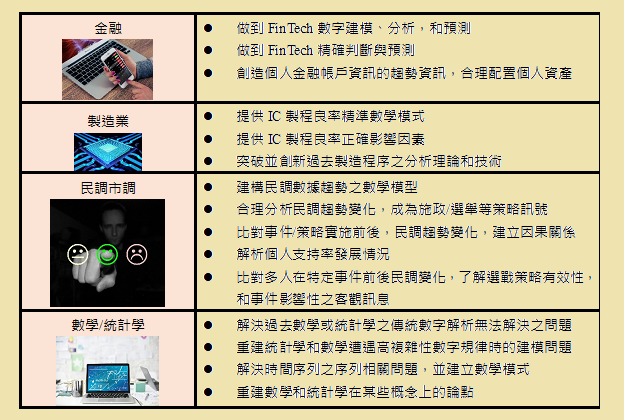 金融
● 做到 FinTech 數字建模、分析，和預測
● 做到 FinTech 精確判斷與預測
● 創造個人金融帳戶資訊的趨勢資訊，合理配置個人資產
製造業
● 提供 IC 製程良率精準數學模式
● 提供 IC 製程良率正確影響因素
● 突破並創新過去製造程序之分析理論和技術
民調市調
● 建構民調數據趨勢之數學模型
● 合理分析民調趨勢變化，成為施政/選舉等策略訊號
● 比對事件/策略實施前後，民調趨勢變化，建立因果關係
● 解析個人支持率發展情況
● 比對多人在特定事件前後民調變化，了解選戰策略有效性，
和事件影響性之客觀訊息
數學/統計學
● 解決過去數學或統計學之傳統數字解析無法解決之問題
● 重建統計學和數學遭遇高複雜性數字規律時的建模問題
● 解決時間序列之序列相關問題，並建立數學模式
● 重建數學和統計學在某些概念上的論點